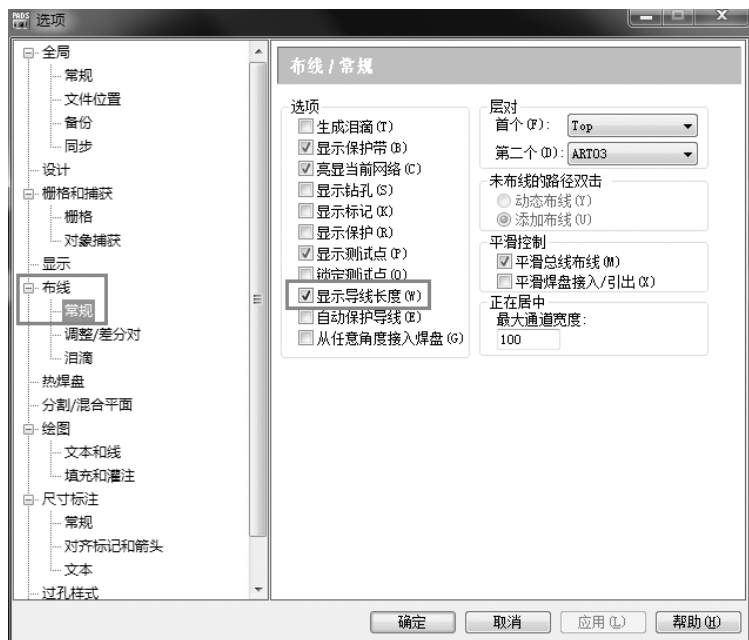 PADS 选项
全局
常规
文件位置
备份
同步
设计
栅格和捕获
栅格
对象捕获
显示
布线
常规
调整/差分对
泪滴
热焊盘
分割/混合平面
绘图
文本和线
填充和灌注
尺寸标注
常规
对齐标记和箭头
文本
过孔样式
布线 / 常规
选项
生成泪滴(T)
显示保护带(B)
亮显当前网络(C)
显示钻孔(S)
显示标记(K)
显示保护(R)
显示测试点(P)
锁定测试点(O)
显示导线长度(W)
自动保护导线(E)
从任意角度接入焊盘(G)
层对
首个(F): Top
第二个(D): ART03
未布线的路径双击
动态布线(Y)
添加布线(U)
平滑控制
平滑总线布线(M)
平滑焊盘接入/引出(X)
正在居中
最大通道宽度:
100
确定 取消 应用(L) 帮助(H)